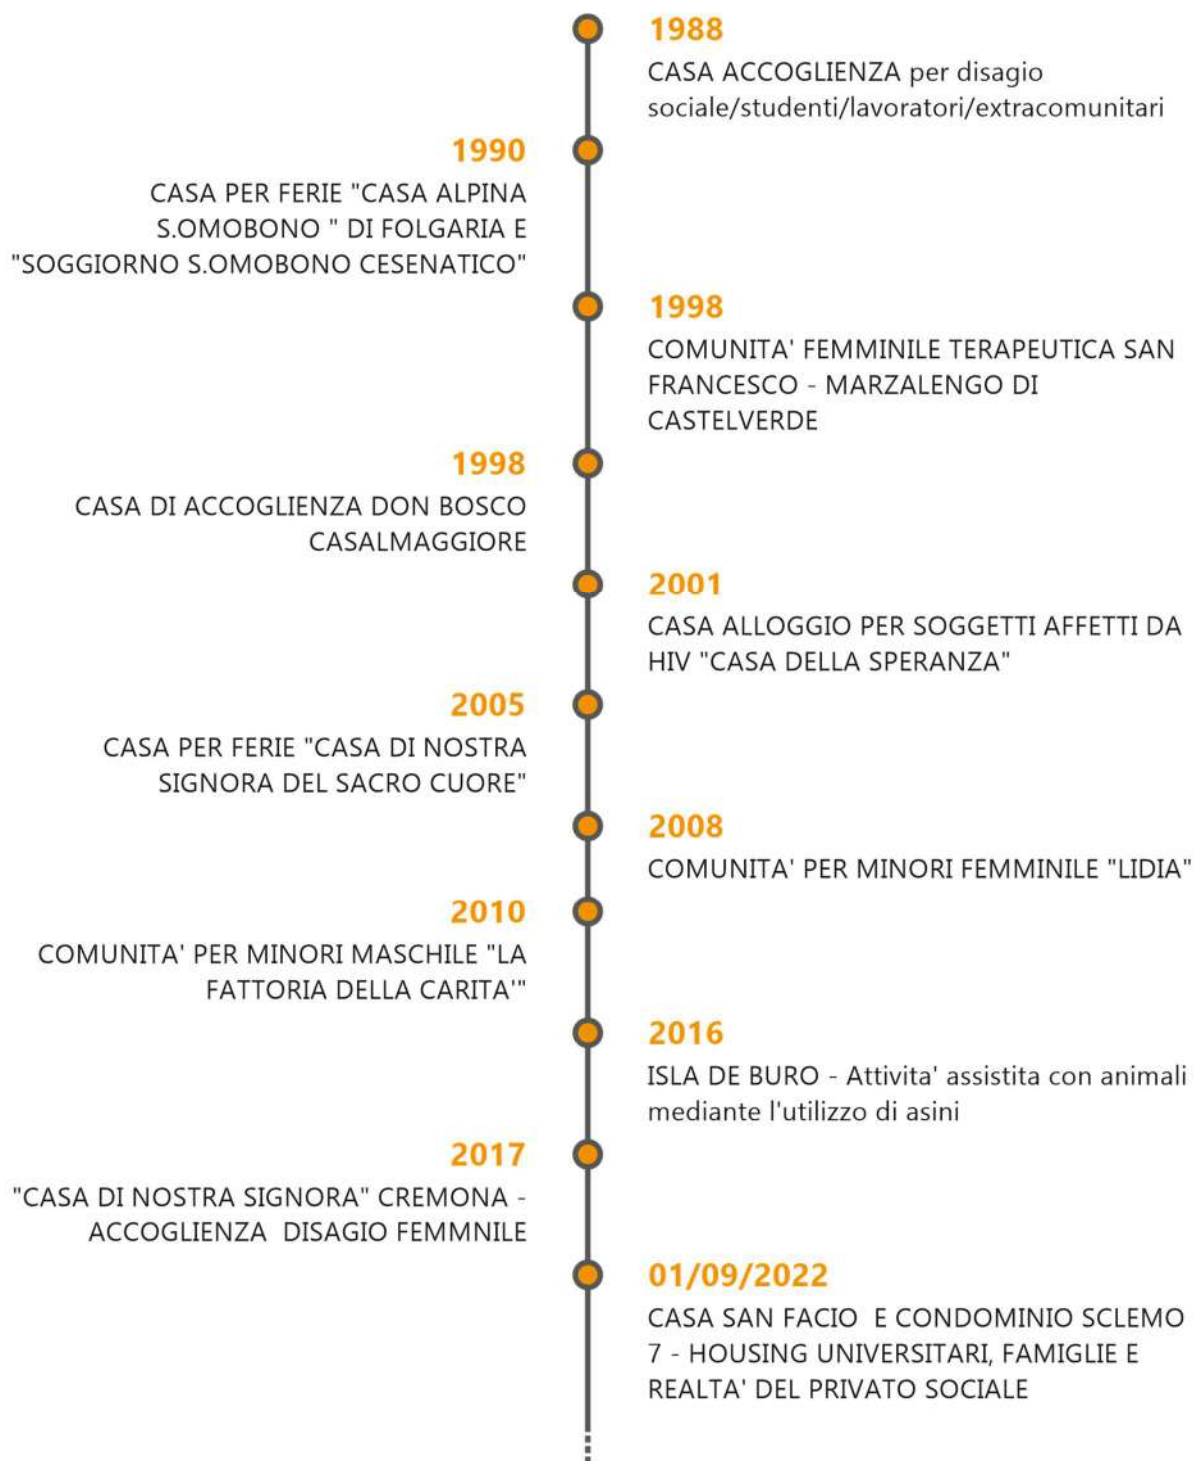 1988
CASA ACCOGLIENZA per disagio
sociale/studenti/lavoratori/extracomunitari
1990
CASA PER FERIE "CASA ALPINA
S.OMOBONO " DI FOLGARIA E
"SOGGIORNO S.OMOBONO CESENATICO"
1998
COMUNITA' FEMMINILE TERAPEUTICA SAN
FRANCESCO - MARZALENGO DI
CASTELVERDE
1998
CASA DI ACCOGLIENZA DON BOSCO
CASALMAGGIORE
2001
CASA ALLOGGIO PER SOGGETTI AFFETTI DA
HIV "CASA DELLA SPERANZA"
2005
CASA PER FERIE "CASA DI NOSTRA
SIGNORA DEL SACRO CUORE"
2008
COMUNITA' PER MINORI FEMMINILE "LIDIA"
2010
COMUNITA' PER MINORI MASCHILE "LA
FATTORIA DELLA CARITA'"
2016
ISLA DE BURO - Attivita' assistita con animali
mediante l'utilizzo di asini
2017
"CASA DI NOSTRA SIGNORA" CREMONA -
ACCOGLIENZA  DISAGIO FEMMNILE
01/09/2022
CASA SAN FACIO  E CONDOMINIO SCLEMO
7 - HOUSING UNIVERSITARI, FAMIGLIE E
REALTA' DEL PRIVATO SOCIALE